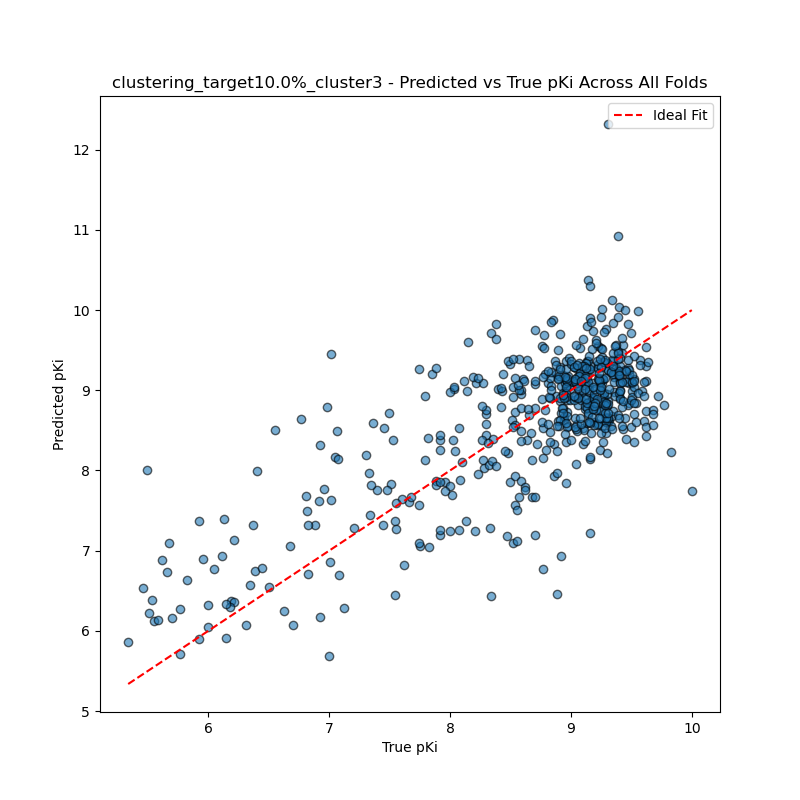 clustering_target10.0%_cluster3 - Predicted vs True pKi Across All Folds
Ideal Fit
12
11
10
9
8
7
6
5
Predicted pKi
6 7 8 9 10
True pKi